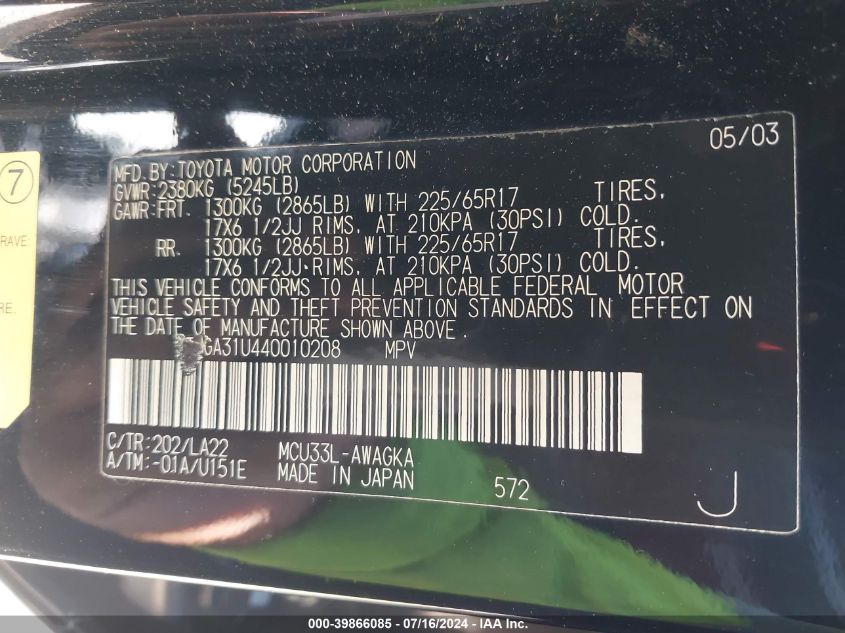 05/03
MFD.BY:TOYOTA MOTOR CORPORATION
GVWR:2380KG (5245LB)
GAWR-FRT. 1300KG (2865LB) WITH 225/65R17 TIRES,
17X6 1/2JJ RIMS, AT 210KPA (30PSI) COLD.
RR. 1300KG (2865LB) WITH 225/65R17 TIRES,
17X6 1/2JJ RIMS, AT 210KPA (30PSI) COLD.
THIS VEHICLE CONFORMS TO ALL APPLICABLE FEDERAL MOTOR
VEHICLE SAFETY AND THEFT PREVENTION STANDARDS IN EFFECT ON
THE DATE OF MANUFACTURE SHOWN ABOVE.
GA31U440010208 MPV
C/TR:202/LA22 MCU33L-AWAGKA
A/TM:-01A/U151E MADE IN JAPAN 572 J
7
RAVE:
RE.
000-39866085 - 07/16/2024 - IAA Inc.